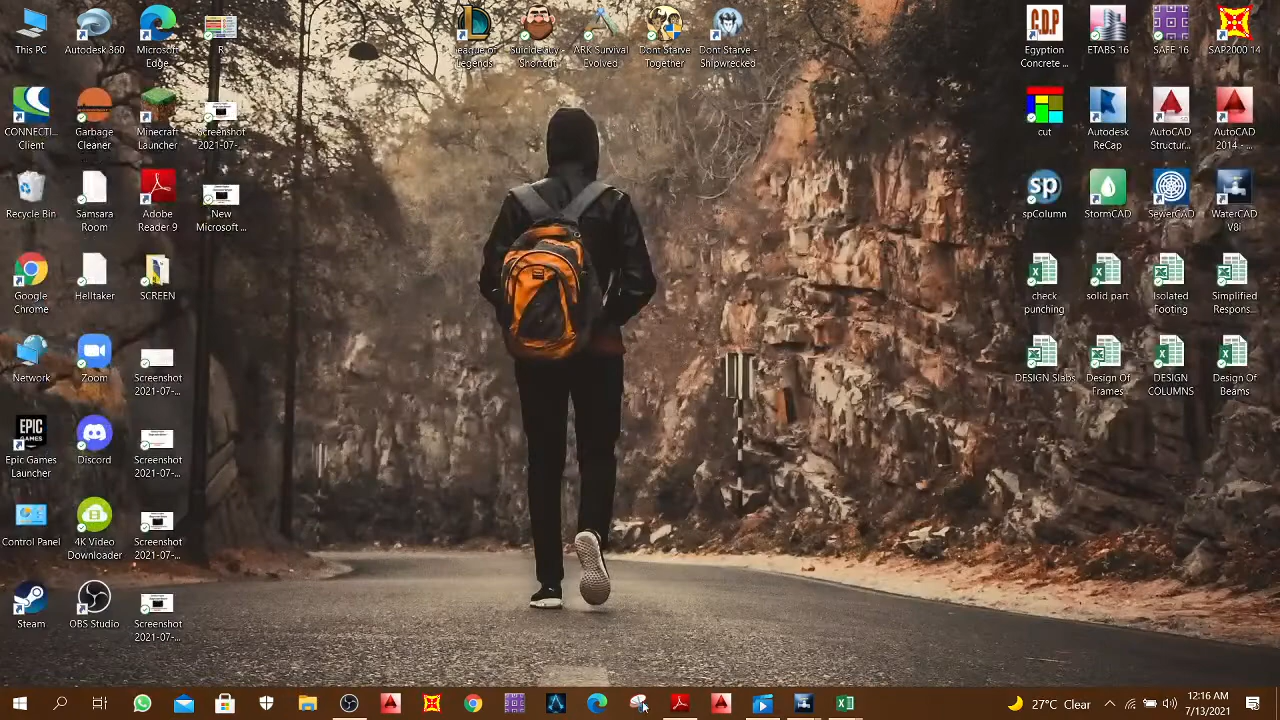 This PC
Autodesk 360
Microsoft
Edge
League of
Legends
Suicideguy -
Shortcut
ARK Survival
Evolved
Dont Starve
Together
Dont Starve -
Shipwrecked
C.D.P
Egyption
Concrete ...
ETABS 16
SAFE 16
SAP2000 14
CONNECTI...
Client
Garbage
Cleaner
Minecraft
Launcher
Screenshot
2021-07-...
cut
Autodesk
ReCap
AutoCAD
Structur...
AutoCAD
2014 - ...
Recycle Bin
Samsara
Room
Adobe
Reader 9
New
Microsoft ...
sp
spColumn
StormCAD
SewerCAD
WaterCAD
V8i
Google
Chrome
Helltaker
SCREEN
check
punching
solid part
Isolated
Footing
Simplified
Respons...
Network
Zoom
Screenshot
2021-07-...
DESIGN Slabs
Design Of
Frames
DESIGN
COLUMNS
Design Of
Beams
EPIC
GAMES
Epic Games
Launcher
Discord
Screenshot
2021-07-...
Control Panel
4K Video
Downloader
Screenshot
2021-07-...
Steam
OBS Studio
Screenshot
2021-07-...
27°C Clear
12:16 AM
7/13/2021